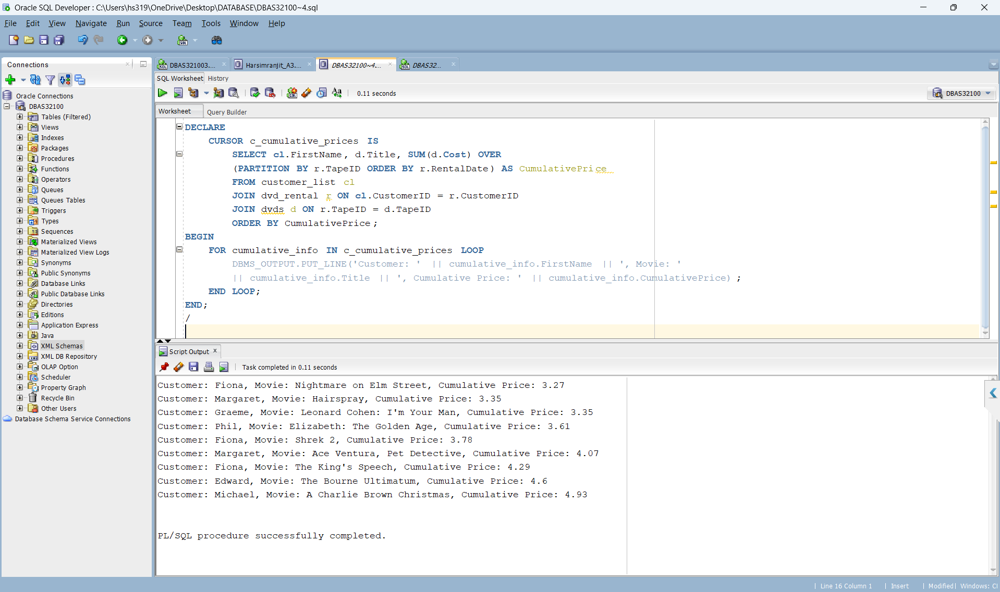 Oracle SQL Developer : C:\Users\hs319\OneDrive\Desktop\DATABASE\DBAS32100~4.sql
File Edit View Navigate Run Source Team Tools Window Help
Connections
Oracle Connections
DBAS32100
Tables (Filtered)
Views
Indexes
Packages
Procedures
Functions
Operators
Queues
Queues Tables
Triggers
Types
Sequences
Materialized Views
Materialized View Logs
Synonyms
Public Synonyms
Database Links
Public Database Links
Directories
Editions
Application Express
Java
XML Schemas
XML DB Repository
OLAP Option
Scheduler
Property Graph
Recycle Bin
Other Users
Database Schema Service Connections
DBAS321003.... Harsimranjit_A3.... DBAS32100~4.... DBAS32...
SQL Worksheet History
0.11 seconds
DBAS32100
Worksheet Query Builder
DECLARE
CURSOR c_cumulative_prices IS
SELECT cl.FirstName, d.Title, SUM(d.Cost) OVER
(PARTITION BY r.TapeID ORDER BY r.RentalDate) AS CumulativePrice
FROM customer_list cl
JOIN dvd_rental r ON cl.CustomerID = r.CustomerID
JOIN dvds d ON r.TapeID = d.TapeID
ORDER BY CumulativePrice;
BEGIN
FOR cumulative_info IN c_cumulative_prices LOOP
DBMS_OUTPUT.PUT_LINE('Customer: ' || cumulative_info.FirstName || ', Movie: '
|| cumulative_info.Title || ', Cumulative Price: ' || cumulative_info.CumulativePrice);
END LOOP;
END;
/
Script Output
Task completed in 0.11 seconds
Customer: Fiona, Movie: Nightmare on Elm Street, Cumulative Price: 3.27
Customer: Margaret, Movie: Hairspray, Cumulative Price: 3.35
Customer: Graeme, Movie: Leonard Cohen: I'm Your Man, Cumulative Price: 3.35
Customer: Phil, Movie: Elizabeth: The Golden Age, Cumulative Price: 3.61
Customer: Fiona, Movie: Shrek 2, Cumulative Price: 3.78
Customer: Margaret, Movie: Ace Ventura, Pet Detective, Cumulative Price: 4.07
Customer: Fiona, Movie: The King's Speech, Cumulative Price: 4.29
Customer: Edward, Movie: The Bourne Ultimatum, Cumulative Price: 4.6
Customer: Michael, Movie: A Charlie Brown Christmas, Cumulative Price: 4.93
PL/SQL procedure successfully completed.
Line 16 Column 1 | Insert | Modified | Windows: Cl